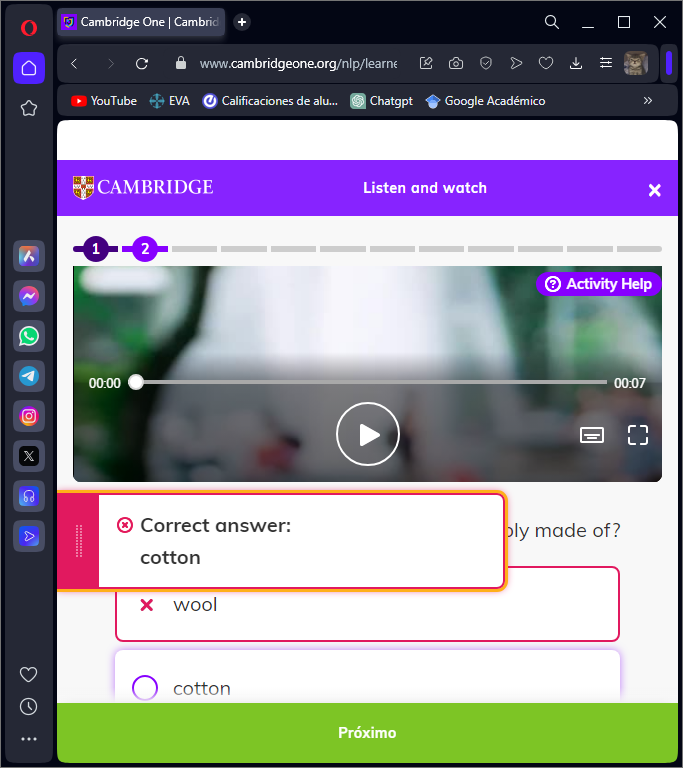 Cambridge One | Cambrid
www.cambridgeone.org/nlp/learne
YouTube
EVA
Calificaciones de alu...
Chatgpt
Google Académico
CAMBRIDGE
Listen and watch
1
2
Activity Help
00:00
00:07
Correct answer:
cotton
bly made of?
wool
cotton
Próximo